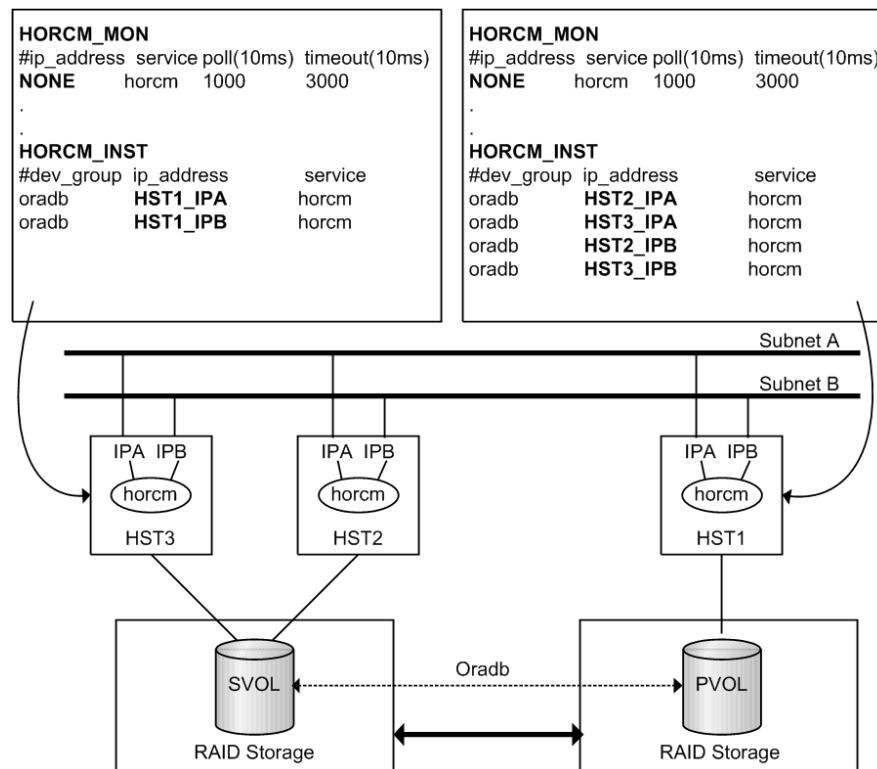 HORCM_MON
#ip_address service poll(10ms) timeout(10ms)
NONE horcm 1000 3000
.
.
HORCM_INST
#dev_group ip_address service
oradb HST1_IPA horcm
oradb HST1_IPB horcm
HORCM_MON
#ip_address service poll(10ms) timeout(10ms)
NONE horcm 1000 3000
.
.
HORCM_INST
#dev_group ip_address service
oradb HST2_IPA horcm
oradb HST3_IPA horcm
oradb HST2_IPB horcm
oradb HST3_IPB horcm
Subnet A
Subnet B
IPA IPB
horcm
HST3
IPA IPB
horcm
HST2
IPA IPB
horcm
HST1
SVOL
Oradb
PVOL
RAID Storage
RAID Storage